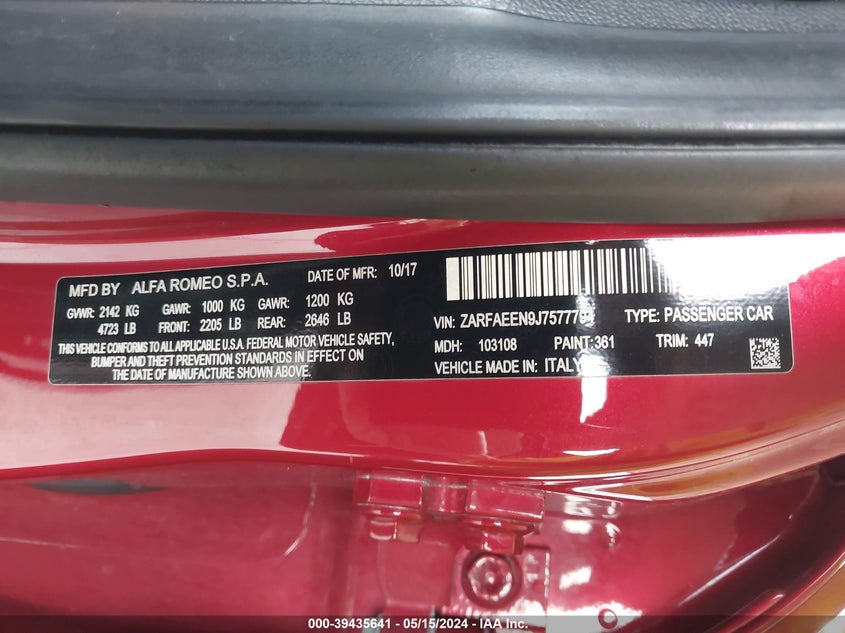 MFD BY ALFA ROMEO S.P.A. DATE OF MFR: 10/17
GVWR: 2142 KG GAWR: 1000 KG GAWR: 1200 KG
4723 LB FRONT: 2205 LB REAR: 2646 LB
THIS VEHICLE CONFORMS TO ALL APPLICABLE U.S.A. FEDERAL MOTOR VEHICLE SAFETY,
BUMPER AND THEFT PREVENTION STANDARDS IN EFFECT ON
THE DATE OF MANUFACTURE SHOWN ABOVE.
VIN: TYPE: PASSENGER CAR
MDH: 103108 PAINT: 361 TRIM: 447
VEHICLE MADE IN: ITALY
000-39435641 - 05/15/2024 - IAA Inc.